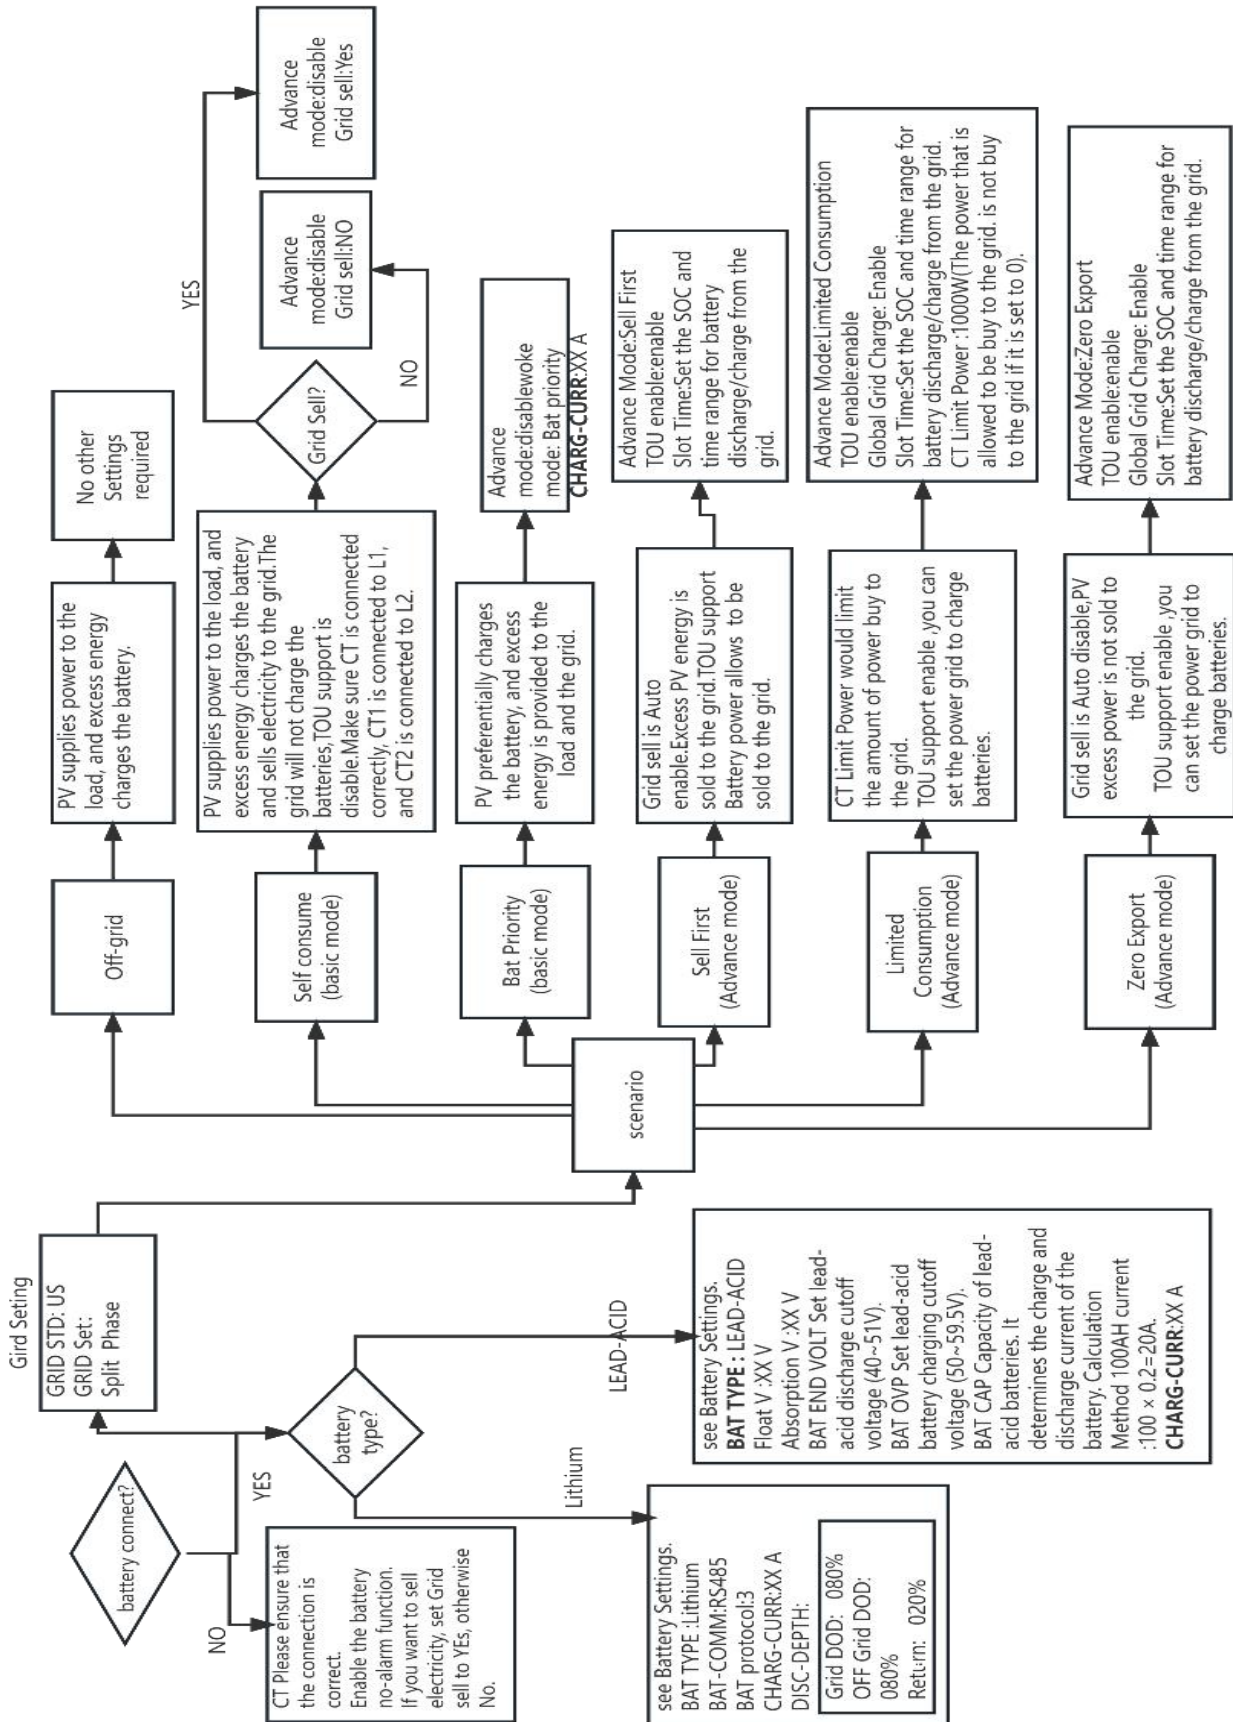 battery connect?
NO
YES
CT Please ensure that
the connection is
correct.
Enable the battery
no-alarm function.
If you want to sell
electricity, set Grid
sell to YEs, otherwise
No.
Gird Seting
GRID STD: US
GRID Set:
Split Phase
battery
type?
Lithium
LEAD-ACID
see Battery Settings.
BAT TYPE :Lithium
BAT-COMM:RS485
BAT protocol:3
CHARG-CURR:XX A
DISC-DEPTH:
Grid DOD: 080%
OFF Grid DOD:
080%
Return: 020%
see Battery Settings.
BAT TYPE : LEAD-ACID
Float V :XX V
Absorption V :XX V
BAT END VOLT Set lead-
acid discharge cutoff
voltage (40~51V).
BAT OVP Set lead-acid
battery charging cutoff
voltage (50~59.5V).
BAT CAP Capacity of lead-
acid batteries. It
determines the charge and
discharge current of the
battery. Calculation
Method 100AH current
:100 × 0.2=20A.
CHARG-CURR:XX A
scenario
Off-grid
PV supplies power to the
load, and excess energy
charges the battery.
No other
Settings
required
Self consume
(basic mode)
PV supplies power to the load, and
excess energy charges the battery
and sells electricity to the grid.The
grid will not charge the
batteries,TOU support is
disable.Make sure CT is connected
correctly, CT1 is connected to L1,
and CT2 is connected to L2.
Grid Sell?
YES
NO
Advance
mode:disable
Grid sell:Yes
Advance
mode:disable
Grid sell:NO
Bat Priority
(basic mode)
PV preferentially charges
the battery, and excess
energy is provided to the
load and the grid.
Advance
mode:disablewoke
mode: Bat priority
CHARG-CURR:XX A
Sell First
(Advance mode)
Grid sell is Auto
enable.Excess PV energy is
sold to the grid.TOU support
Battery power allows to be
sold to the grid.
Advance Mode:Sell First
TOU enable:enable
Slot Time:Set the SOC and
time range for battery
discharge/charge from the
grid.
Limited
Consumption
(Advance mode)
CT Limit Power would limit
the amount of power buy to
the grid.
TOU support enable ,you can
set the power grid to charge
batteries.
Advance Mode:Limited Consumption
TOU enable:enable
Global Grid Charge: Enable
Slot Time:Set the SOC and time range for
battery discharge/charge from the grid.
CT Limit Power :1000W(The power that is
allowed to be buy to the grid. is not buy
to the grid if it is set to 0).
Zero Export
(Advance mode)
Grid sell is Auto disable,PV
excess power is not sold to
the grid.
TOU support enable ,you
can set the power grid to
charge batteries.
Advance Mode:Zero Export
TOU enable:enable
Global Grid Charge: Enable
Slot Time:Set the SOC and time range for
battery discharge/charge from the grid.